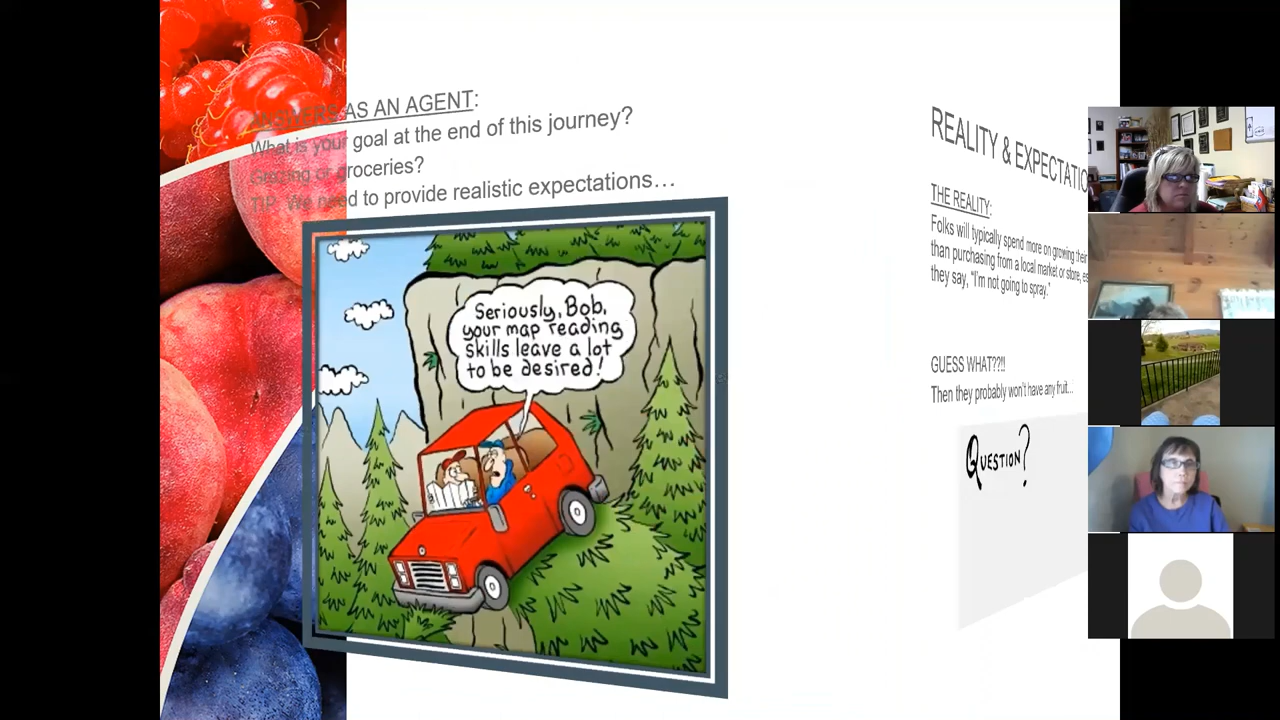 ANSWERS AS AN AGENT:
What is your goal at the end of this journey?
Grazing or groceries?
TIP: We need to provide realistic expectations…
Seriously, Bob,
your map reading
skills leave a lot
to be desired!
REALITY & EXPECTATIO
THE REALITY:
Folks will typically spend more on growing their
than purchasing from a local market or store, es
they say, "I'm not going to spray."
GUESS WHAT??!!
Then they probably won't have any fruit…
QUESTION?